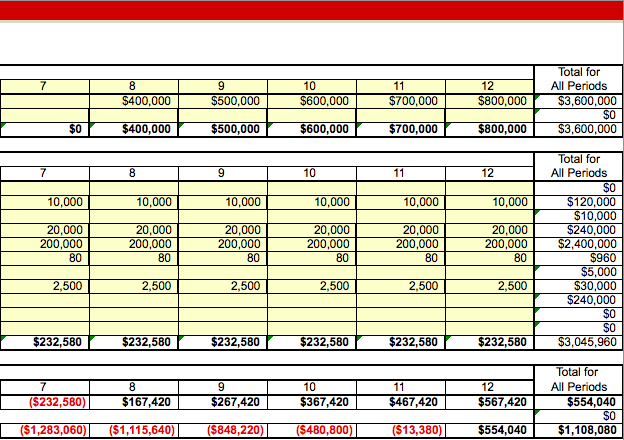 Total for
7 8 9 10 11 12 All Periods
$400,000 $500,000 $600,000 $700,000 $800,000 $3,600,000
$0
$0 $400,000 $500,000 $600,000 $700,000 $800,000 $3,600,000
Total for
7 8 9 10 11 12 All Periods
$0
10,000 10,000 10,000 10,000 10,000 10,000 $120,000
$10,000
20,000 20,000 20,000 20,000 20,000 20,000 $240,000
200,000 200,000 200,000 200,000 200,000 200,000 $2,400,000
80 80 80 80 80 80 $960
$5,000
2,500 2,500 2,500 2,500 2,500 2,500 $30,000
$240,000
$0
$0
$232,580 $232,580 $232,580 $232,580 $232,580 $232,580 $3,045,960
Total for
7 8 9 10 11 12 All Periods
($232,580) $167,420 $267,420 $367,420 $467,420 $567,420 $554,040
$0
($1,283,060) ($1,115,640) ($848,220) ($480,800) ($13,380) $554,040 $1,108,080